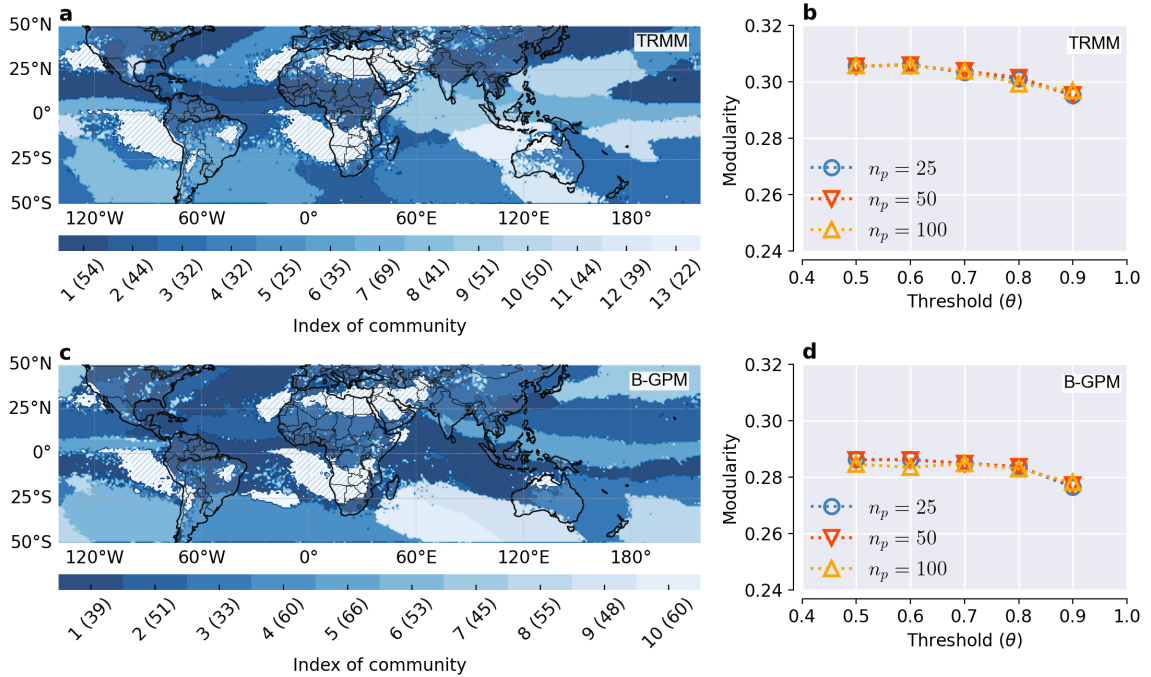 a
50°N
25°N
0°
25°S
50°S
TRMM
120°W 60°W 0° 60°E 120°E 180°
1 (54) 2 (44) 3 (32) 4 (32) 5 (25) 6 (35) 7 (69) 8 (41) 9 (51) 10 (50) 11 (44) 12 (39) 13 (22)
Index of community
b
0.32
0.30
0.28
0.26
0.24
Modularity
TRMM
n_p = 25
n_p = 50
n_p = 100
0.4 0.5 0.6 0.7 0.8 0.9 1.0
Threshold (θ)
c
50°N
25°N
0°
25°S
50°S
B-GPM
120°W 60°W 0° 60°E 120°E 180°
1 (39) 2 (51) 3 (33) 4 (60) 5 (66) 6 (53) 7 (45) 8 (55) 9 (48) 10 (60)
Index of community
d
0.32
0.30
0.28
0.26
0.24
Modularity
B-GPM
n_p = 25
n_p = 50
n_p = 100
0.4 0.5 0.6 0.7 0.8 0.9 1.0
Threshold (θ)